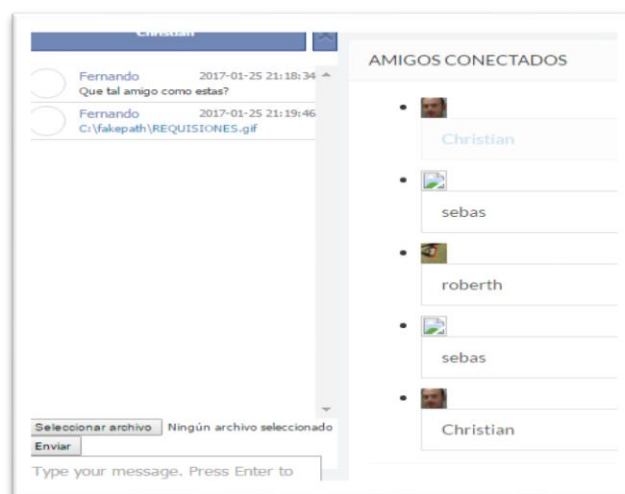 Christian
Fernando 2017-01-25 21:18:34
Que tal amigo como estas?
Fernando 2017-01-25 21:19:46
C:\fakepath\REQUISIONES.gif
Seleccionar archivo Ningún archivo seleccionado
Enviar
Type your message. Press Enter to
AMIGOS CONECTADOS
Christian
sebas
roberth
sebas
Christian